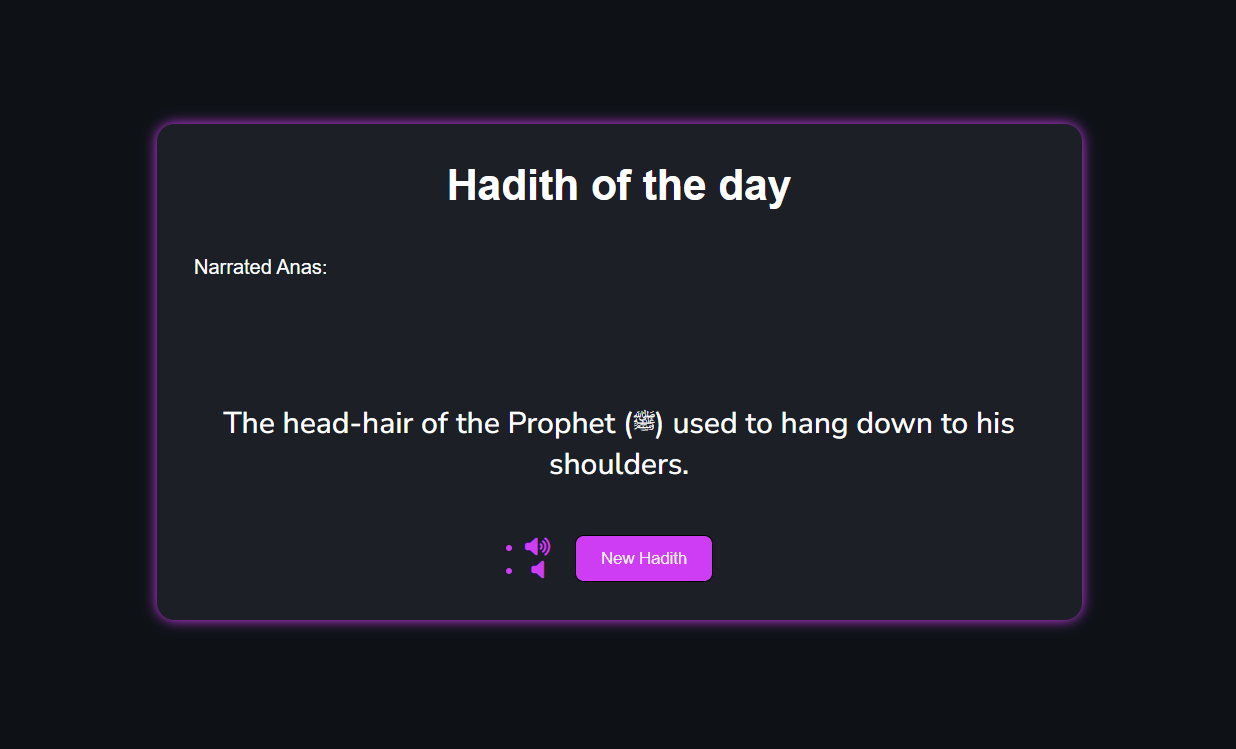 Hadith of the day
Narrated Anas:
The head-hair of the Prophet (ﷺ) used to hang down to his
shoulders.
New Hadith